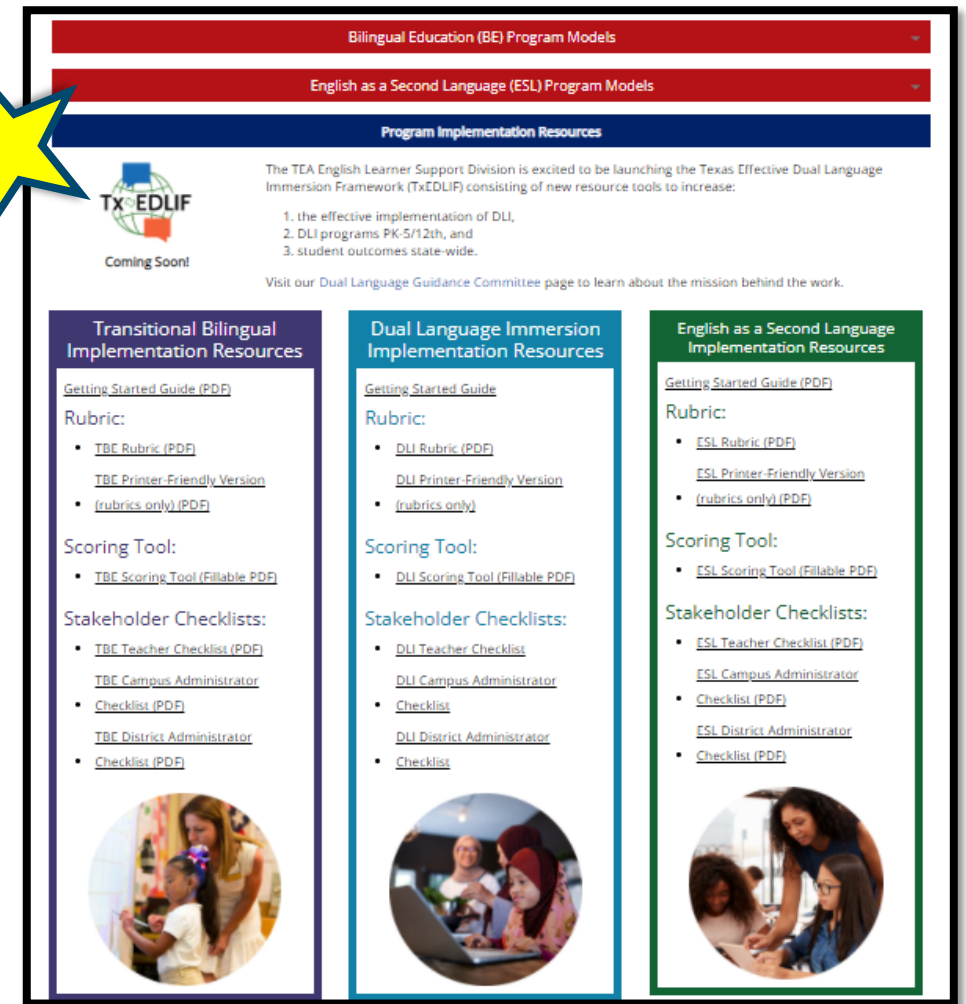 Bilingual Education (BE) Program Models
English as a Second Language (ESL) Program Models
Program Implementation Resources
TX EDLIF
Coming Soon!
The TEA English Learner Support Division is excited to be launching the Texas Effective Dual Language
Immersion Framework (TxEDLIF) consisting of new resource tools to increase:
1. the effective implementation of DLI,
2. DLI programs PK-5/12th, and
3. student outcomes state-wide.
Visit our Dual Language Guidance Committee page to learn about the mission behind the work.
Transitional Bilingual
Implementation Resources
Getting Started Guide (PDF)
Rubric:
• TBE Rubric (PDF)
TBE Printer-Friendly Version
• (rubrics only) (PDF)
Scoring Tool:
• TBE Scoring Tool (Fillable PDF)
Stakeholder Checklists:
• TBE Teacher Checklist (PDF)
TBE Campus Administrator
• Checklist (PDF)
TBE District Administrator
• Checklist (PDF)
Dual Language Immersion
Implementation Resources
Getting Started Guide
Rubric:
• DLI Rubric (PDF)
DLI Printer-Friendly Version
• (rubrics only)
Scoring Tool:
• DLI Scoring Tool (Fillable PDF)
Stakeholder Checklists:
• DLI Teacher Checklist
DLI Campus Administrator
• Checklist
DLI District Administrator
• Checklist
English as a Second Language
Implementation Resources
Getting Started Guide (PDF)
Rubric:
• ESL Rubric (PDF)
ESL Printer-Friendly Version
• (rubrics only) (PDF)
Scoring Tool:
• ESL Scoring Tool (Fillable PDF)
Stakeholder Checklists:
• ESL Teacher Checklist (PDF)
ESL Campus Administrator
• Checklist (PDF)
ESL District Administrator
• Checklist (PDF)